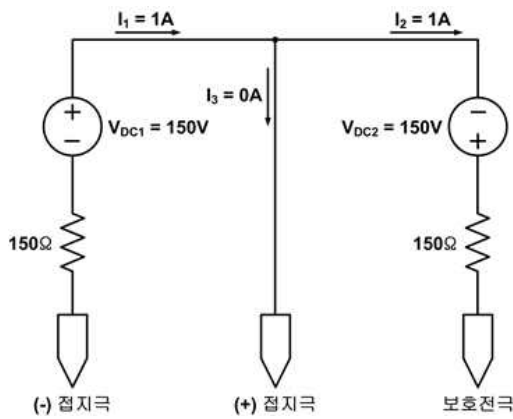 I₁ = 1A
I₂ = 1A
I₃ = 0A
+
−
V_DC1 = 150V
−
+
V_DC2 = 150V
150Ω
150Ω
(-) 접지극
(+) 접지극
보호전극